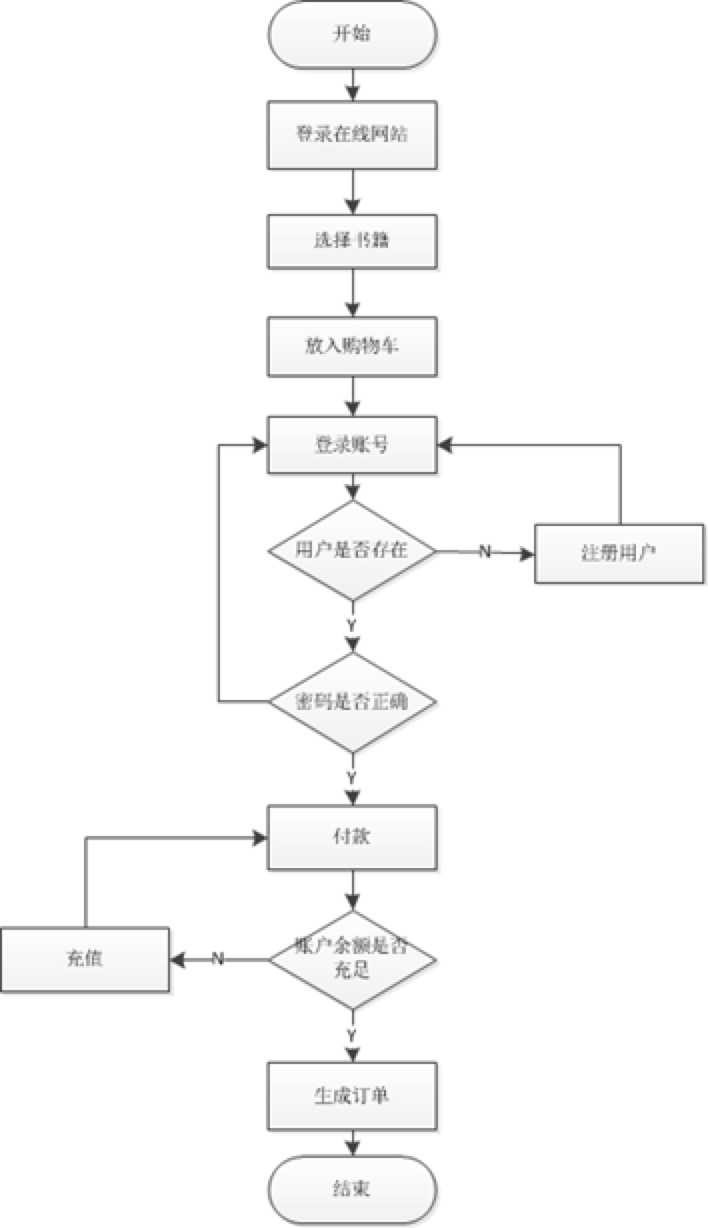 开始
登录在线网站
选择书籍
放入购物车
登录账号
用户是否存在
N
注册用户
Y
密码是否正确
Y
付款
账户余额是否
充足
N
充值
Y
生成订单
结束